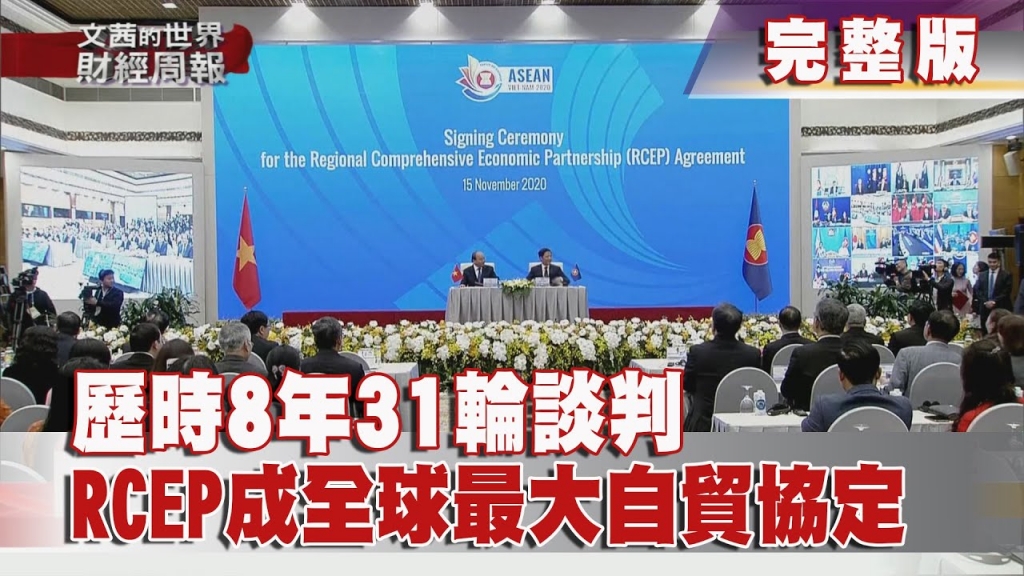 文茜的世界
財經周報
完整版
ASEAN
VIET NAM 2020
Signing Ceremony
for the Regional Comprehensive Economic Partnership (RCEP) Agreement
15 November 2020
歷時8年31輪談判
RCEP成全球最大自貿協定